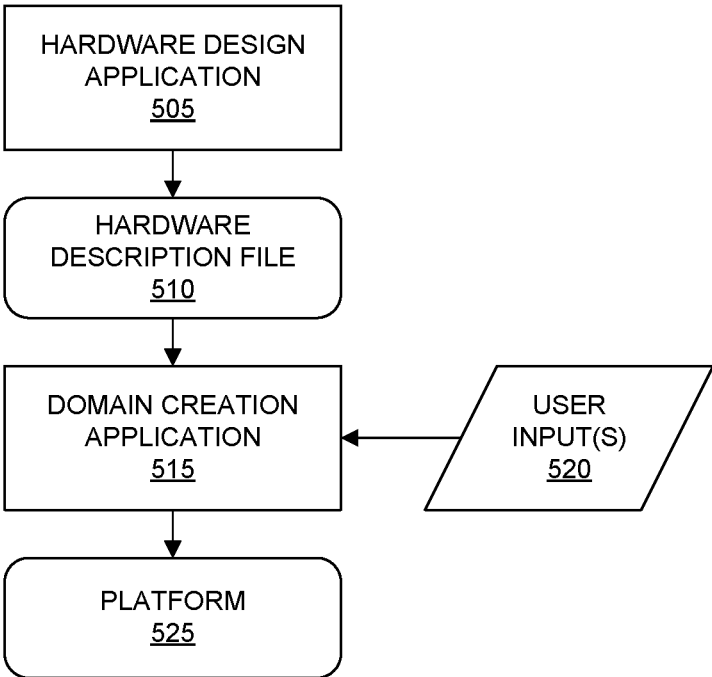 HARDWARE DESIGN
APPLICATION
505
HARDWARE
DESCRIPTION FILE
510
DOMAIN CREATION
APPLICATION
515
USER
INPUT(S)
520
PLATFORM
525